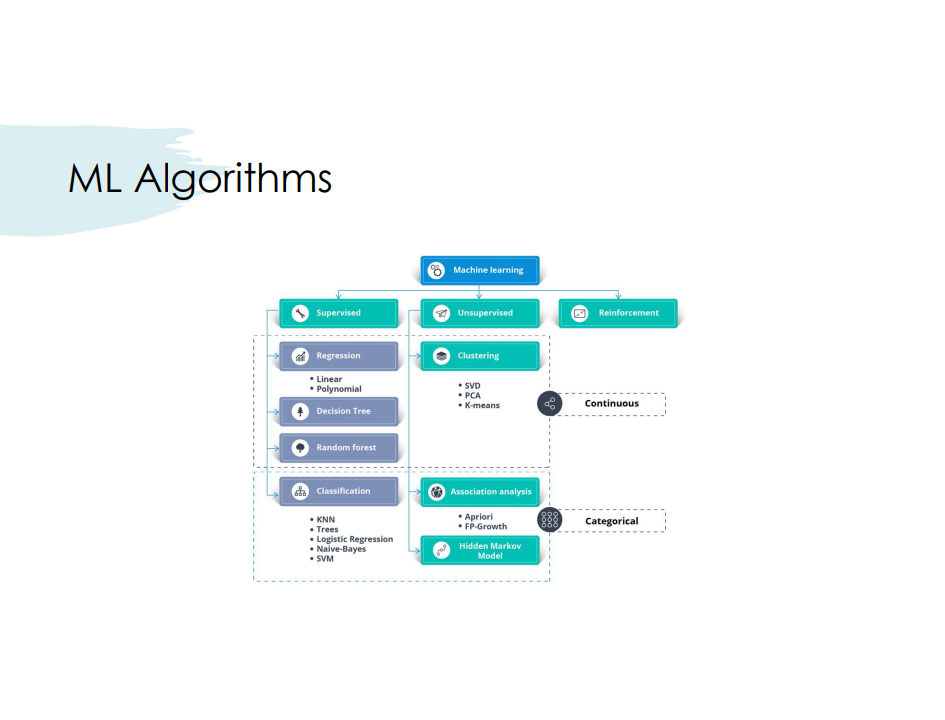 ML Algorithms
Machine learning
Supervised
Unsupervised
Reinforcement
Regression
• Linear
• Polynomial
Decision Tree
Random forest
Clustering
• SVD
• PCA
• K-means
Continuous
Classification
• KNN
• Trees
• Logistic Regression
• Naive-Bayes
• SVM
Association analysis
• Apriori
• FP-Growth
Hidden Markov
Model
Categorical